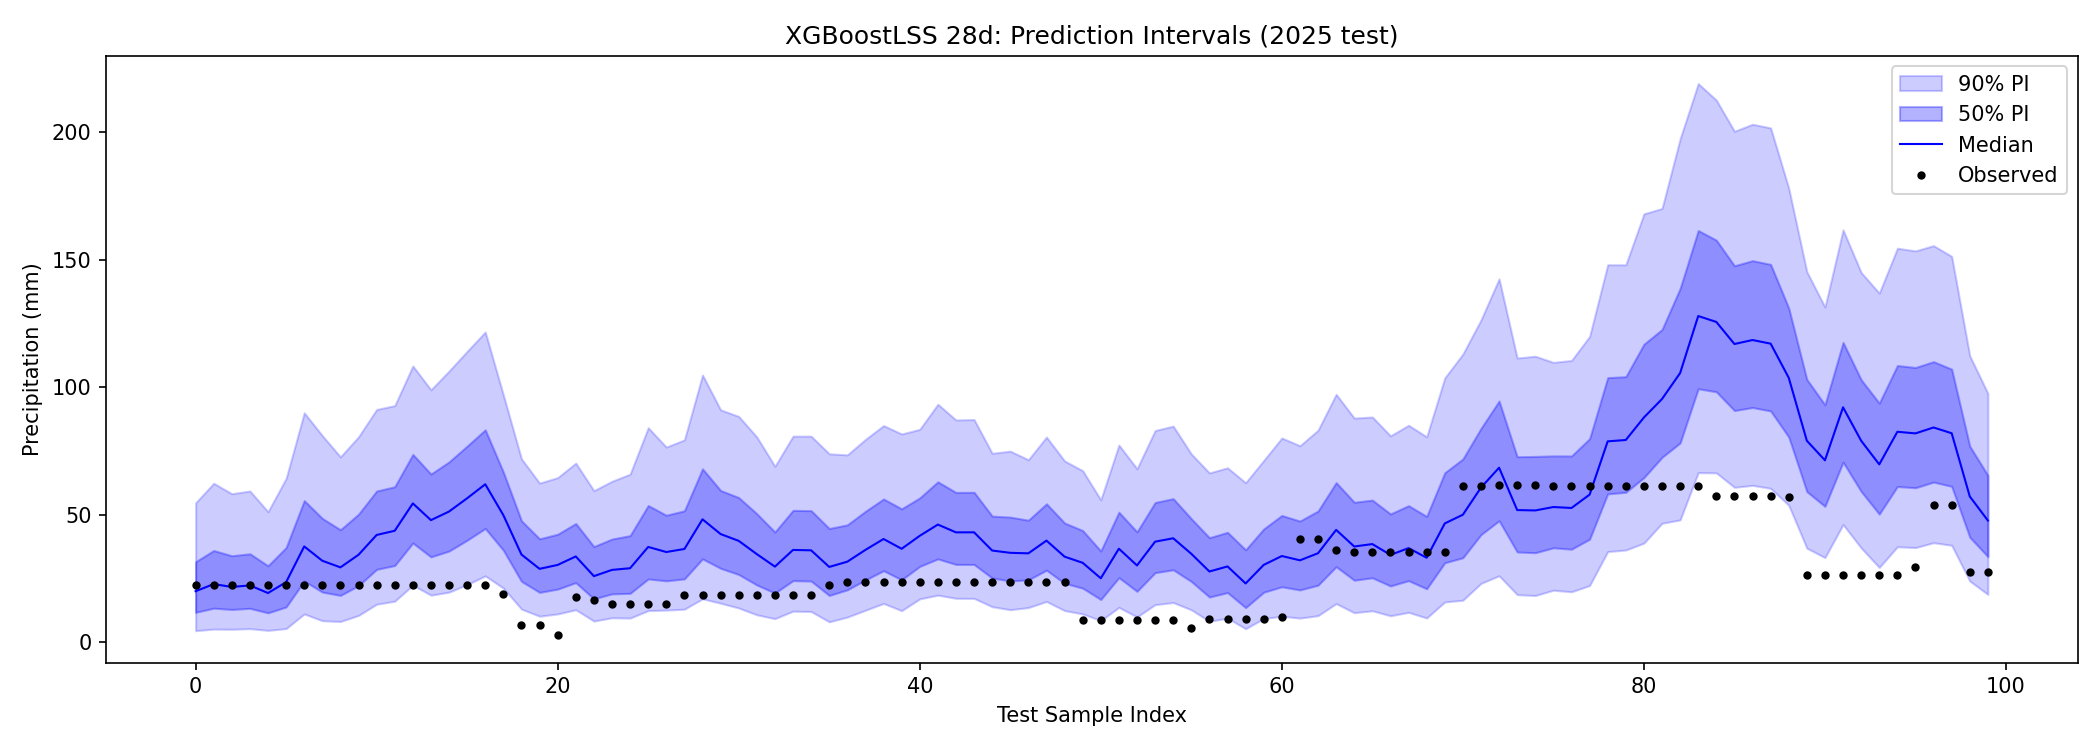 XGBoostLSS 28d: Prediction Intervals (2025 test)
90% PI
50% PI
Median
Observed
Precipitation (mm)
200
150
100
50
0
0 20 40 60 80 100
Test Sample Index